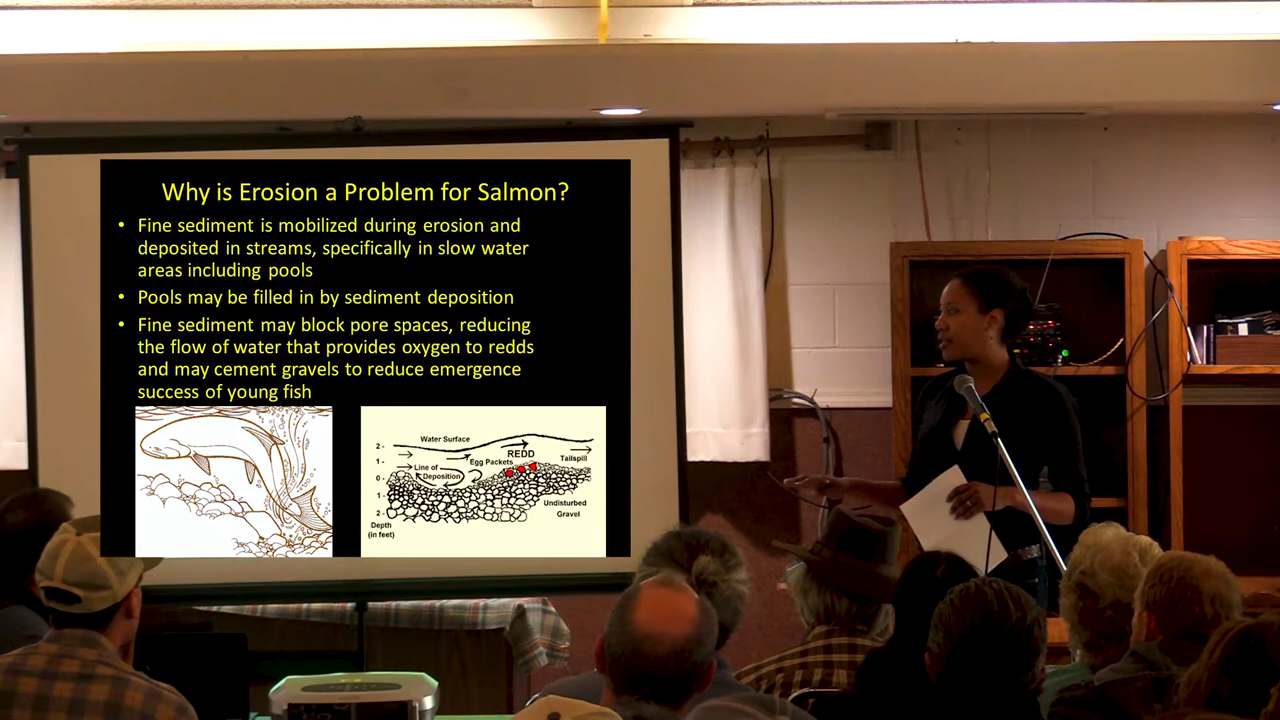 Why is Erosion a Problem for Salmon?
• Fine sediment is mobilized during erosion and
deposited in streams, specifically in slow water
areas including pools
• Pools may be filled in by sediment deposition
• Fine sediment may block pore spaces, reducing
the flow of water that provides oxygen to redds
and may cement gravels to reduce emergence
success of young fish
Water Surface
REDD
Egg Packets
Tailspill
Line of
Deposition
Undisturbed
Gravel
2 -
1 -
0 -
1 -
2 -
Depth
(in feet)